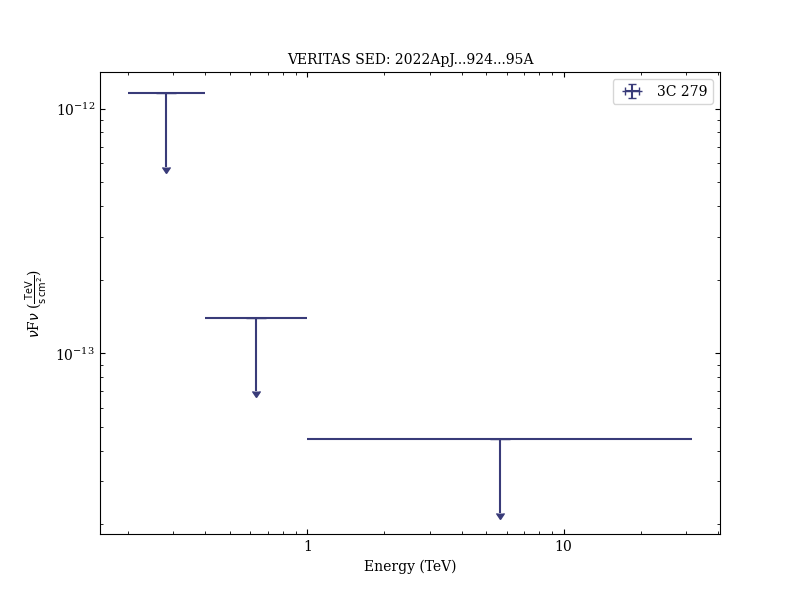 VERITAS SED: 2022ApJ...924...95A
3C 279
10⁻¹²
10⁻¹³
νFν (TeV / s cm²)
1 10
Energy (TeV)